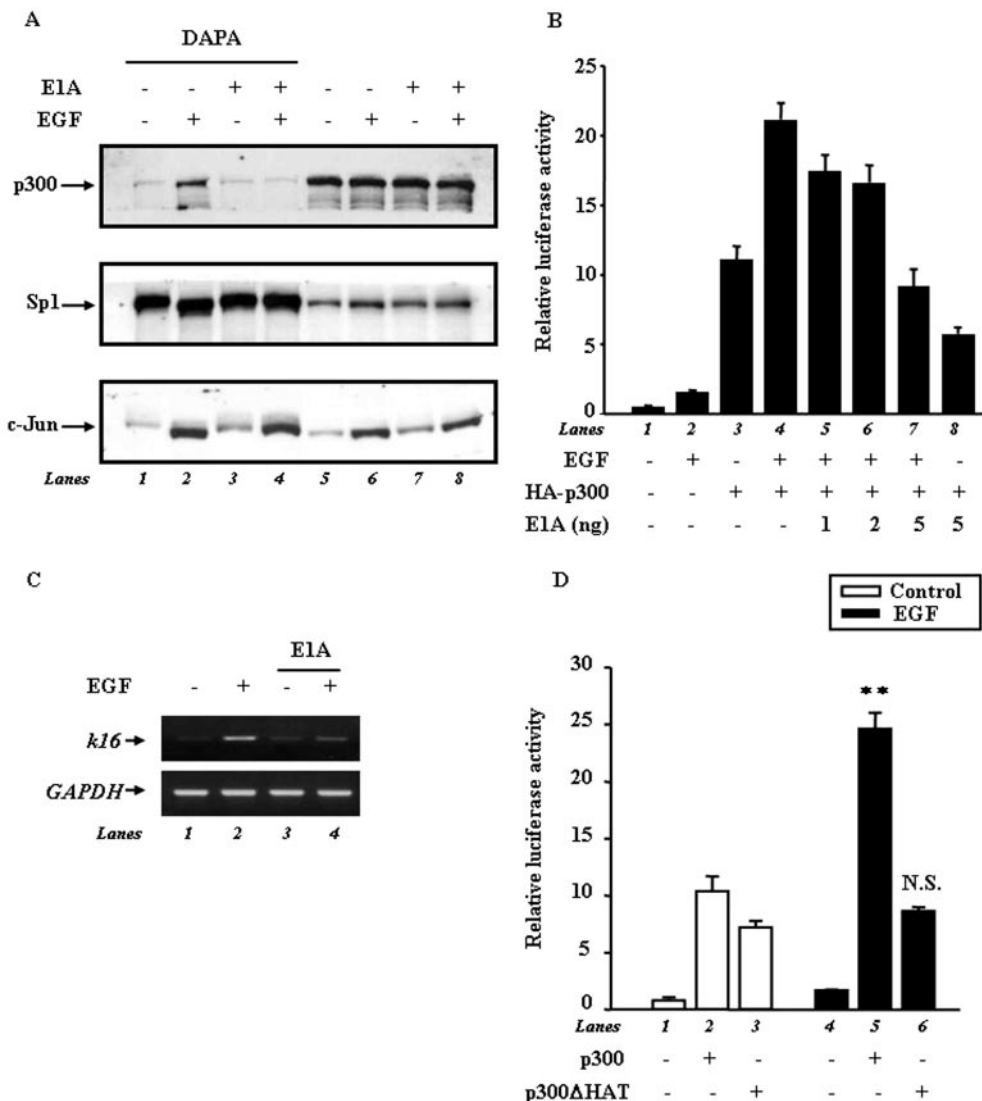 A
DAPA
E1A - - + + - - + +
EGF - + - + - + - +
p300
Sp1
c-Jun
Lanes 1 2 3 4 5 6 7 8
B
Relative luciferase activity
25
20
15
10
5
0
Lanes 1 2 3 4 5 6 7 8
EGF - + - + + + + -
HA-p300 - - + + + + + +
E1A (ng) - - - - 1 2 5 5
C
E1A
EGF - + - +
k16
GAPDH
Lanes 1 2 3 4
D
Control
EGF
Relative luciferase activity
30
25
20
15
10
5
0
**
N.S.
Lanes 1 2 3 4 5 6
p300 - + - - + -
p300ΔHAT - - + - - +